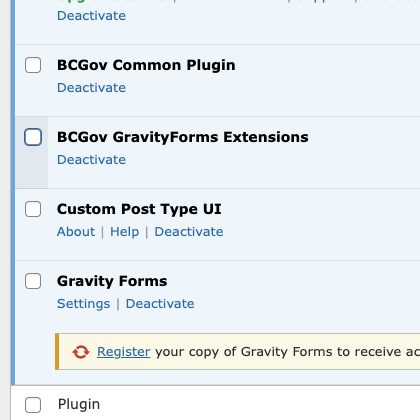 Deactivate
BCGov Common Plugin
Deactivate
BCGov GravityForms Extensions
Deactivate
Custom Post Type UI
About | Help | Deactivate
Gravity Forms
Settings | Deactivate
Register your copy of Gravity Forms to receive
Plugin